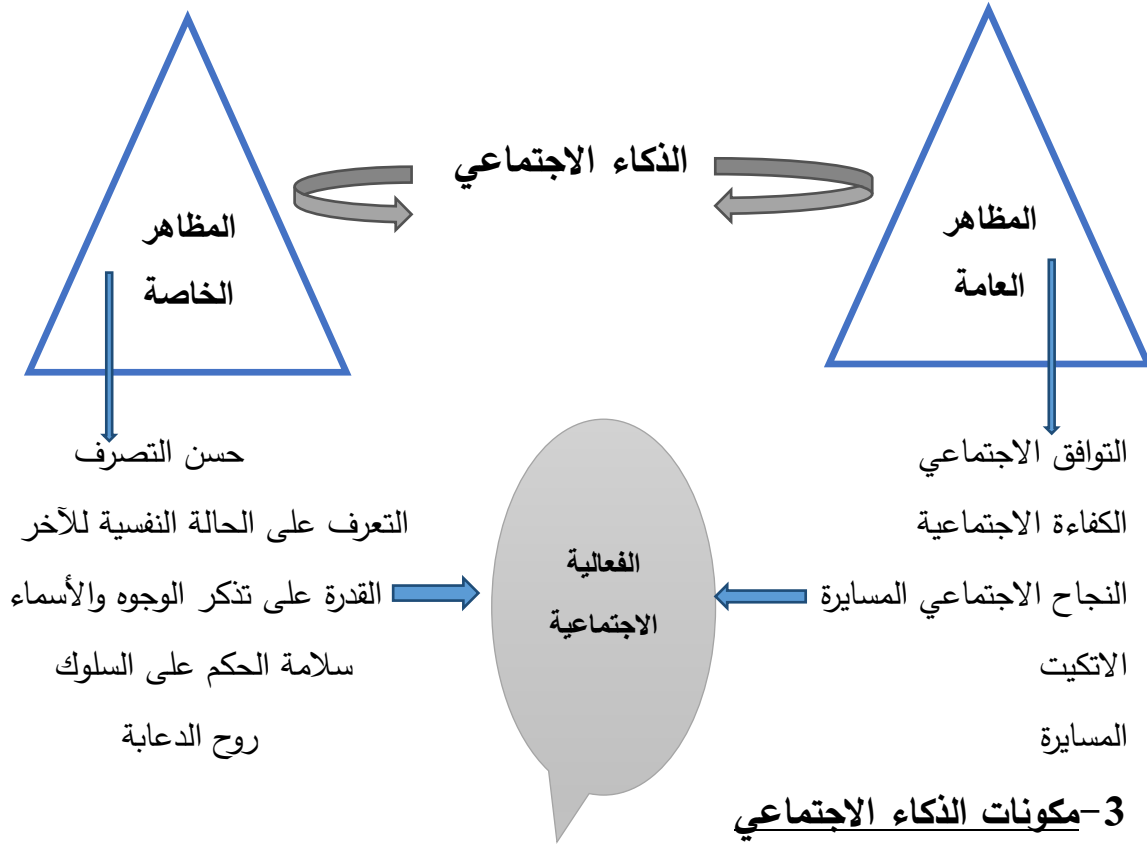 الذكاء الاجتماعي
المظاهر
العامة
المظاهر
الخاصة
التوافق الاجتماعي
الكفاءة الاجتماعية
النجاح الاجتماعي المسايرة
الاتكيت
المسايرة
الفعالية
الاجتماعية
حسن التصرف
التعرف على الحالة النفسية للآخر
القدرة على تذكر الوجوه والأسماء
سلامة الحكم على السلوك
روح الدعابة
3-مكونات الذكاء الاجتماعي